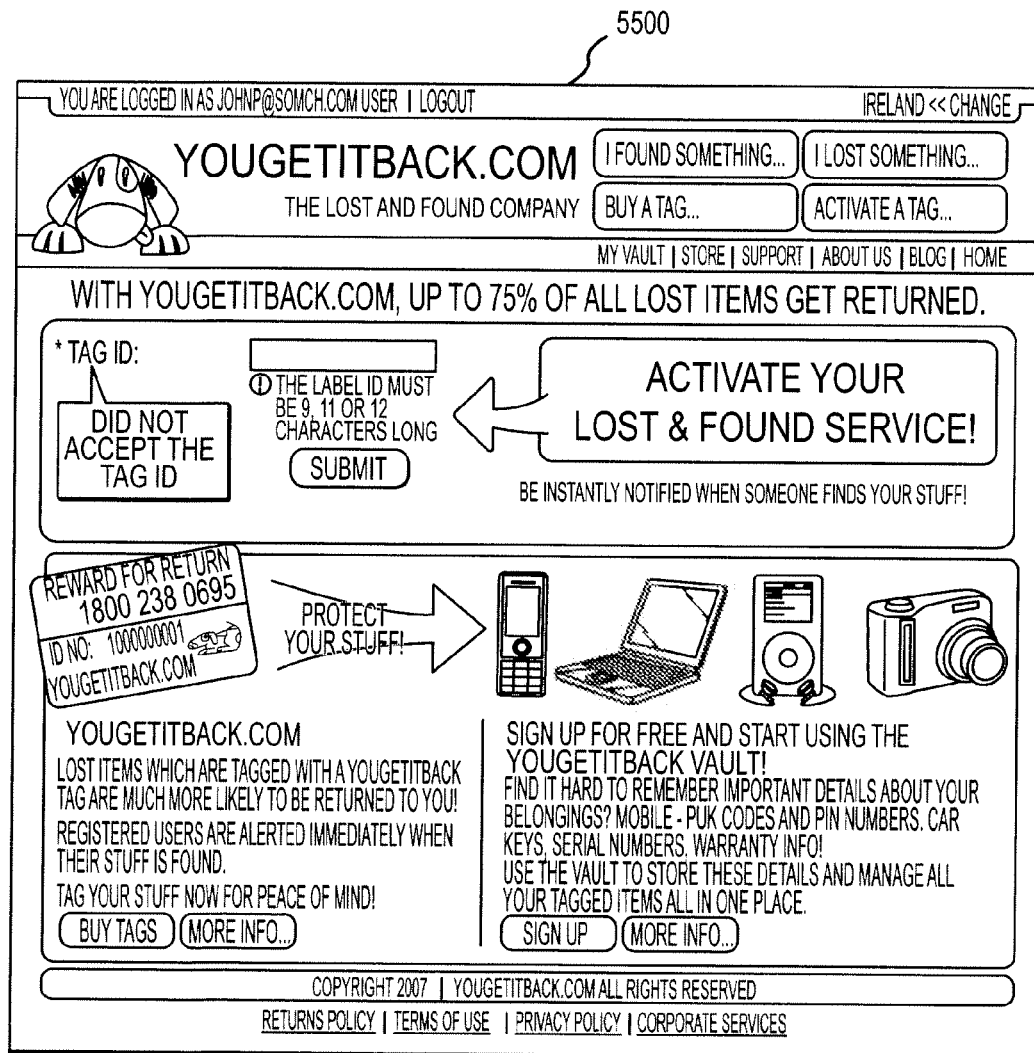 5500
YOU ARE LOGGED IN AS JOHNP@SOMCH.COM USER | LOGOUT
IRELAND << CHANGE
YOUGETITBACK.COM
THE LOST AND FOUND COMPANY
I FOUND SOMETHING...
I LOST SOMETHING...
BUY A TAG...
ACTIVATE A TAG...
MY VAULT | STORE | SUPPORT | ABOUT US | BLOG | HOME
WITH YOUGETITBACK.COM, UP TO 75% OF ALL LOST ITEMS GET RETURNED.
* TAG ID:
DID NOT
ACCEPT THE
TAG ID
THE LABEL ID MUST
BE 9, 11 OR 12
CHARACTERS LONG
SUBMIT
ACTIVATE YOUR
LOST & FOUND SERVICE!
BE INSTANTLY NOTIFIED WHEN SOMEONE FINDS YOUR STUFF!
REWARD FOR RETURN
1800 238 0695
ID NO: 1000000001
YOUGETITBACK.COM
PROTECT
YOUR STUFF!
YOUGETITBACK.COM
LOST ITEMS WHICH ARE TAGGED WITH A YOUGETITBACK
TAG ARE MUCH MORE LIKELY TO BE RETURNED TO YOU!
REGISTERED USERS ARE ALERTED IMMEDIATELY WHEN
THEIR STUFF IS FOUND.
TAG YOUR STUFF NOW FOR PEACE OF MIND!
BUY TAGS
MORE INFO...
SIGN UP FOR FREE AND START USING THE
YOUGETITBACK VAULT!
FIND IT HARD TO REMEMBER IMPORTANT DETAILS ABOUT YOUR
BELONGINGS? MOBILE - PUK CODES AND PIN NUMBERS. CAR
KEYS, SERIAL NUMBERS, WARRANTY INFO!
USE THE VAULT TO STORE THESE DETAILS AND MANAGE ALL
YOUR TAGGED ITEMS ALL IN ONE PLACE.
SIGN UP
MORE INFO...
COPYRIGHT 2007 | YOUGETITBACK.COM ALL RIGHTS RESERVED
RETURNS POLICY | TERMS OF USE | PRIVACY POLICY | CORPORATE SERVICES